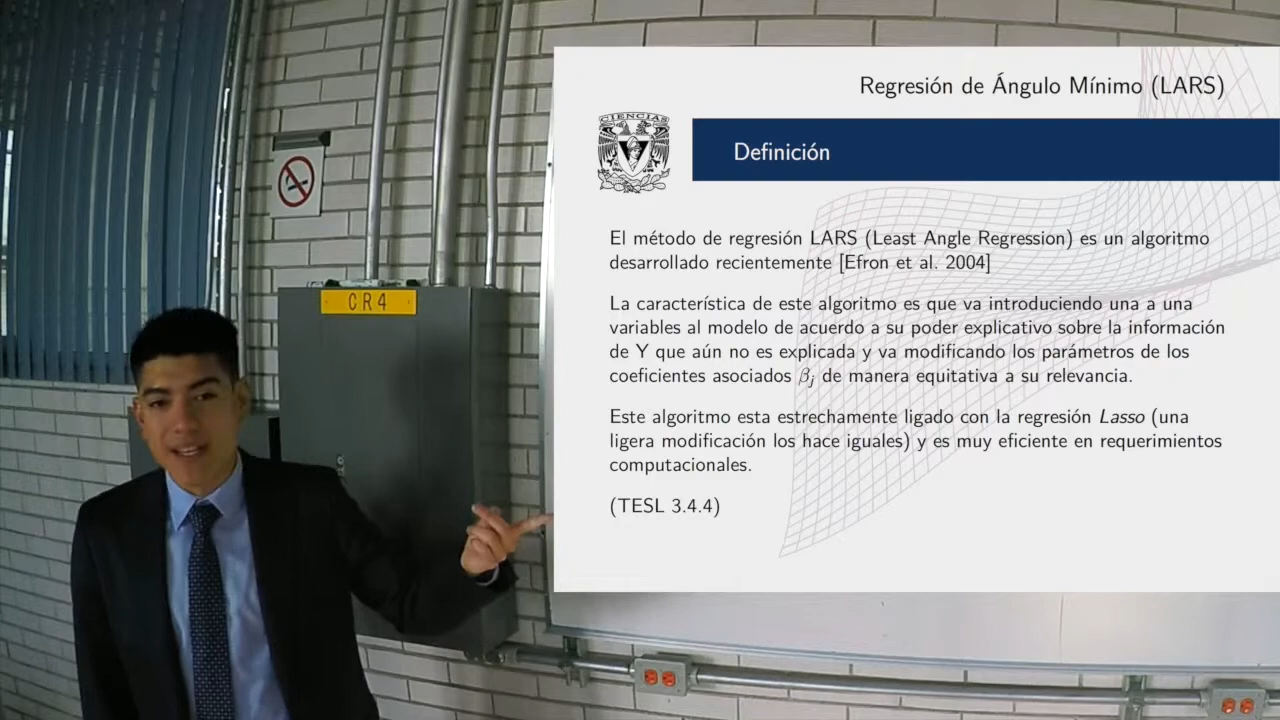 Regresión de Ángulo Mínimo (LARS)
CIENCIAS
Definición
El método de regresión LARS (Least Angle Regression) es un algoritmo
desarrollado recientemente [Efron et al. 2004]
La característica de este algoritmo es que va introduciendo una a una
variables al modelo de acuerdo a su poder explicativo sobre la información
de Y que aún no es explicada y va modificando los parámetros de los
coeficientes asociados βj de manera equitativa a su relevancia.
Este algoritmo esta estrechamente ligado con la regresión Lasso (una
ligera modificación los hace iguales) y es muy eficiente en requerimientos
computacionales.
(TESL 3.4.4)
CR4